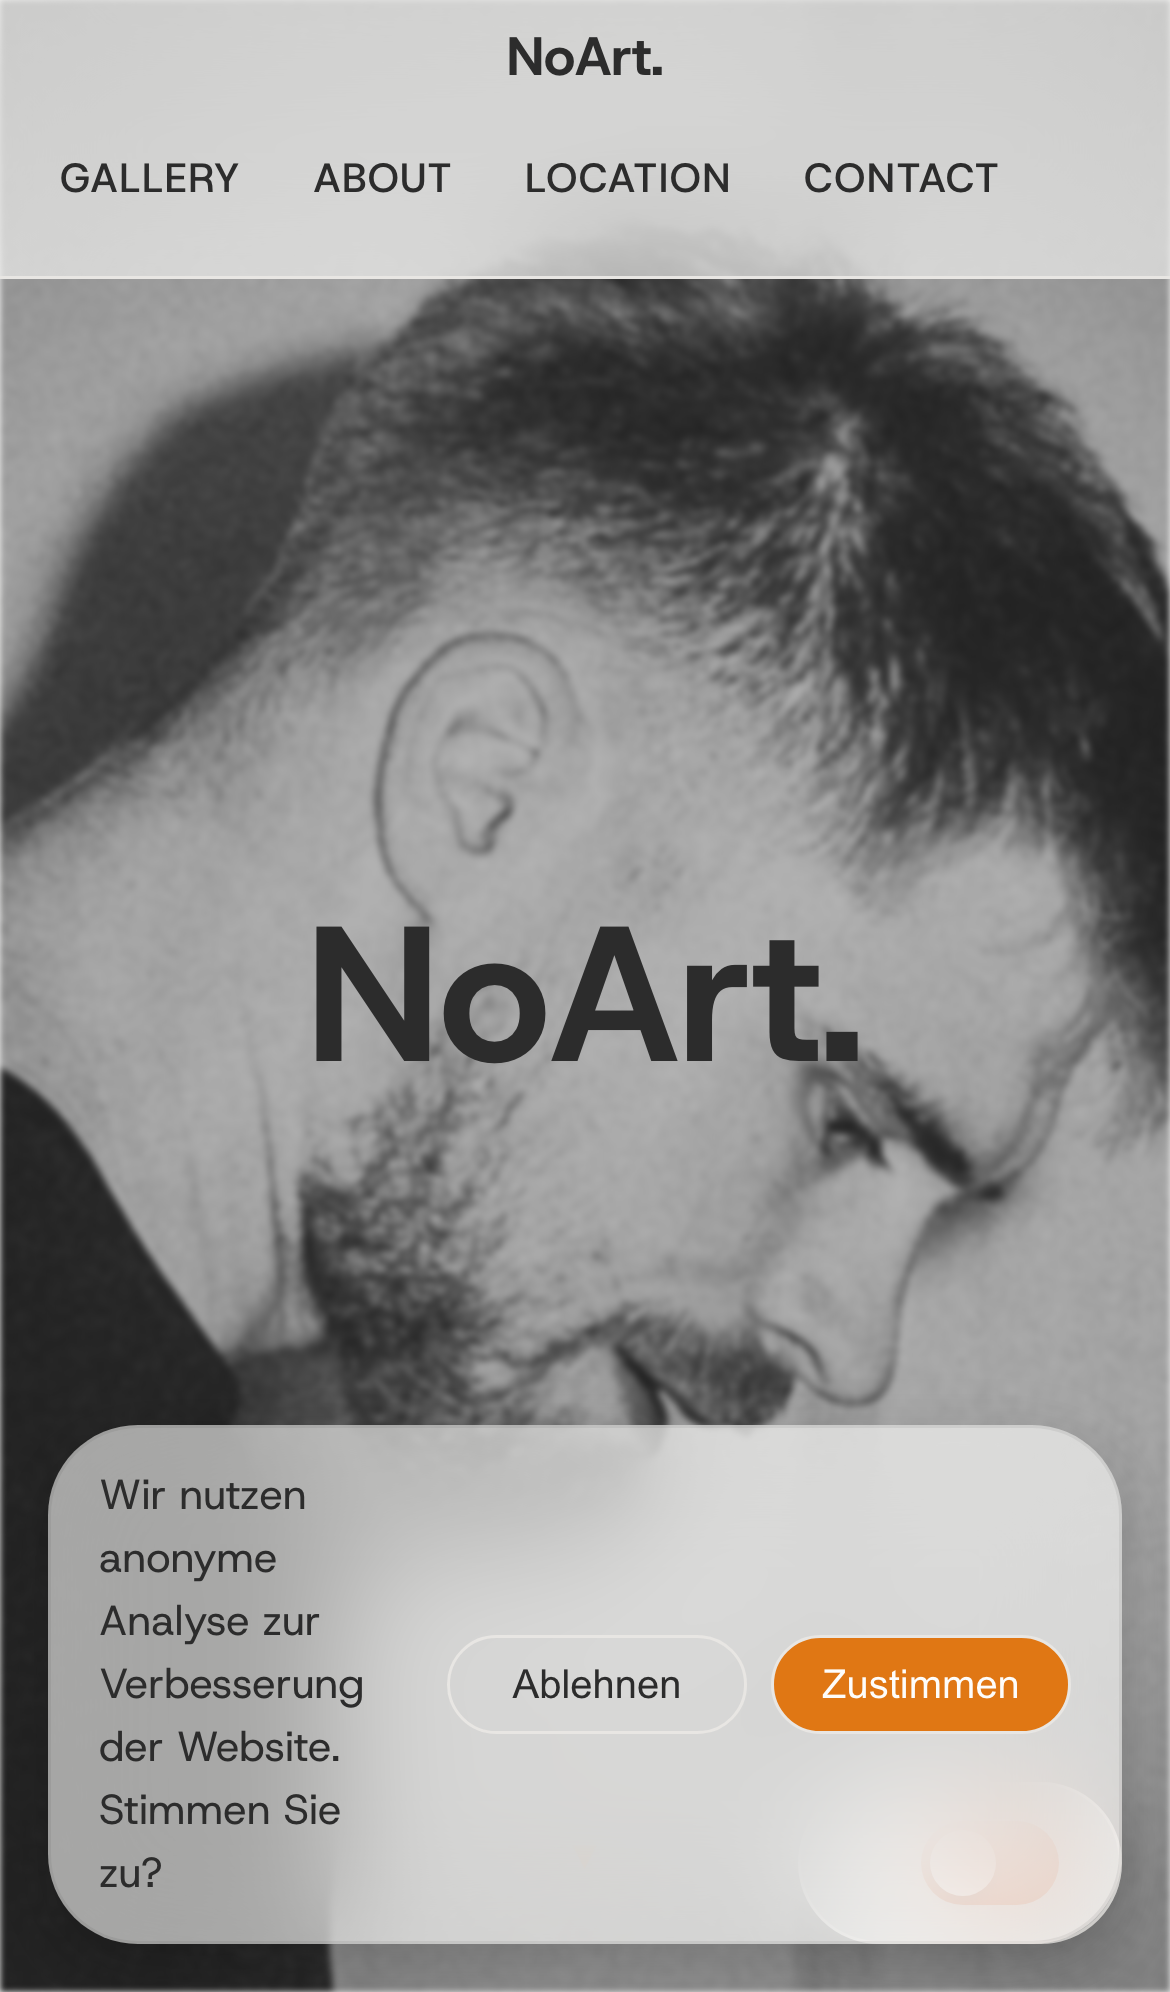 NoArt.
GALLERY ABOUT LOCATION CONTACT
NoArt.
Wir nutzen
anonyme
Analyse zur
Verbesserung
der Website.
Stimmen Sie
zu?
Ablehnen Zustimmen